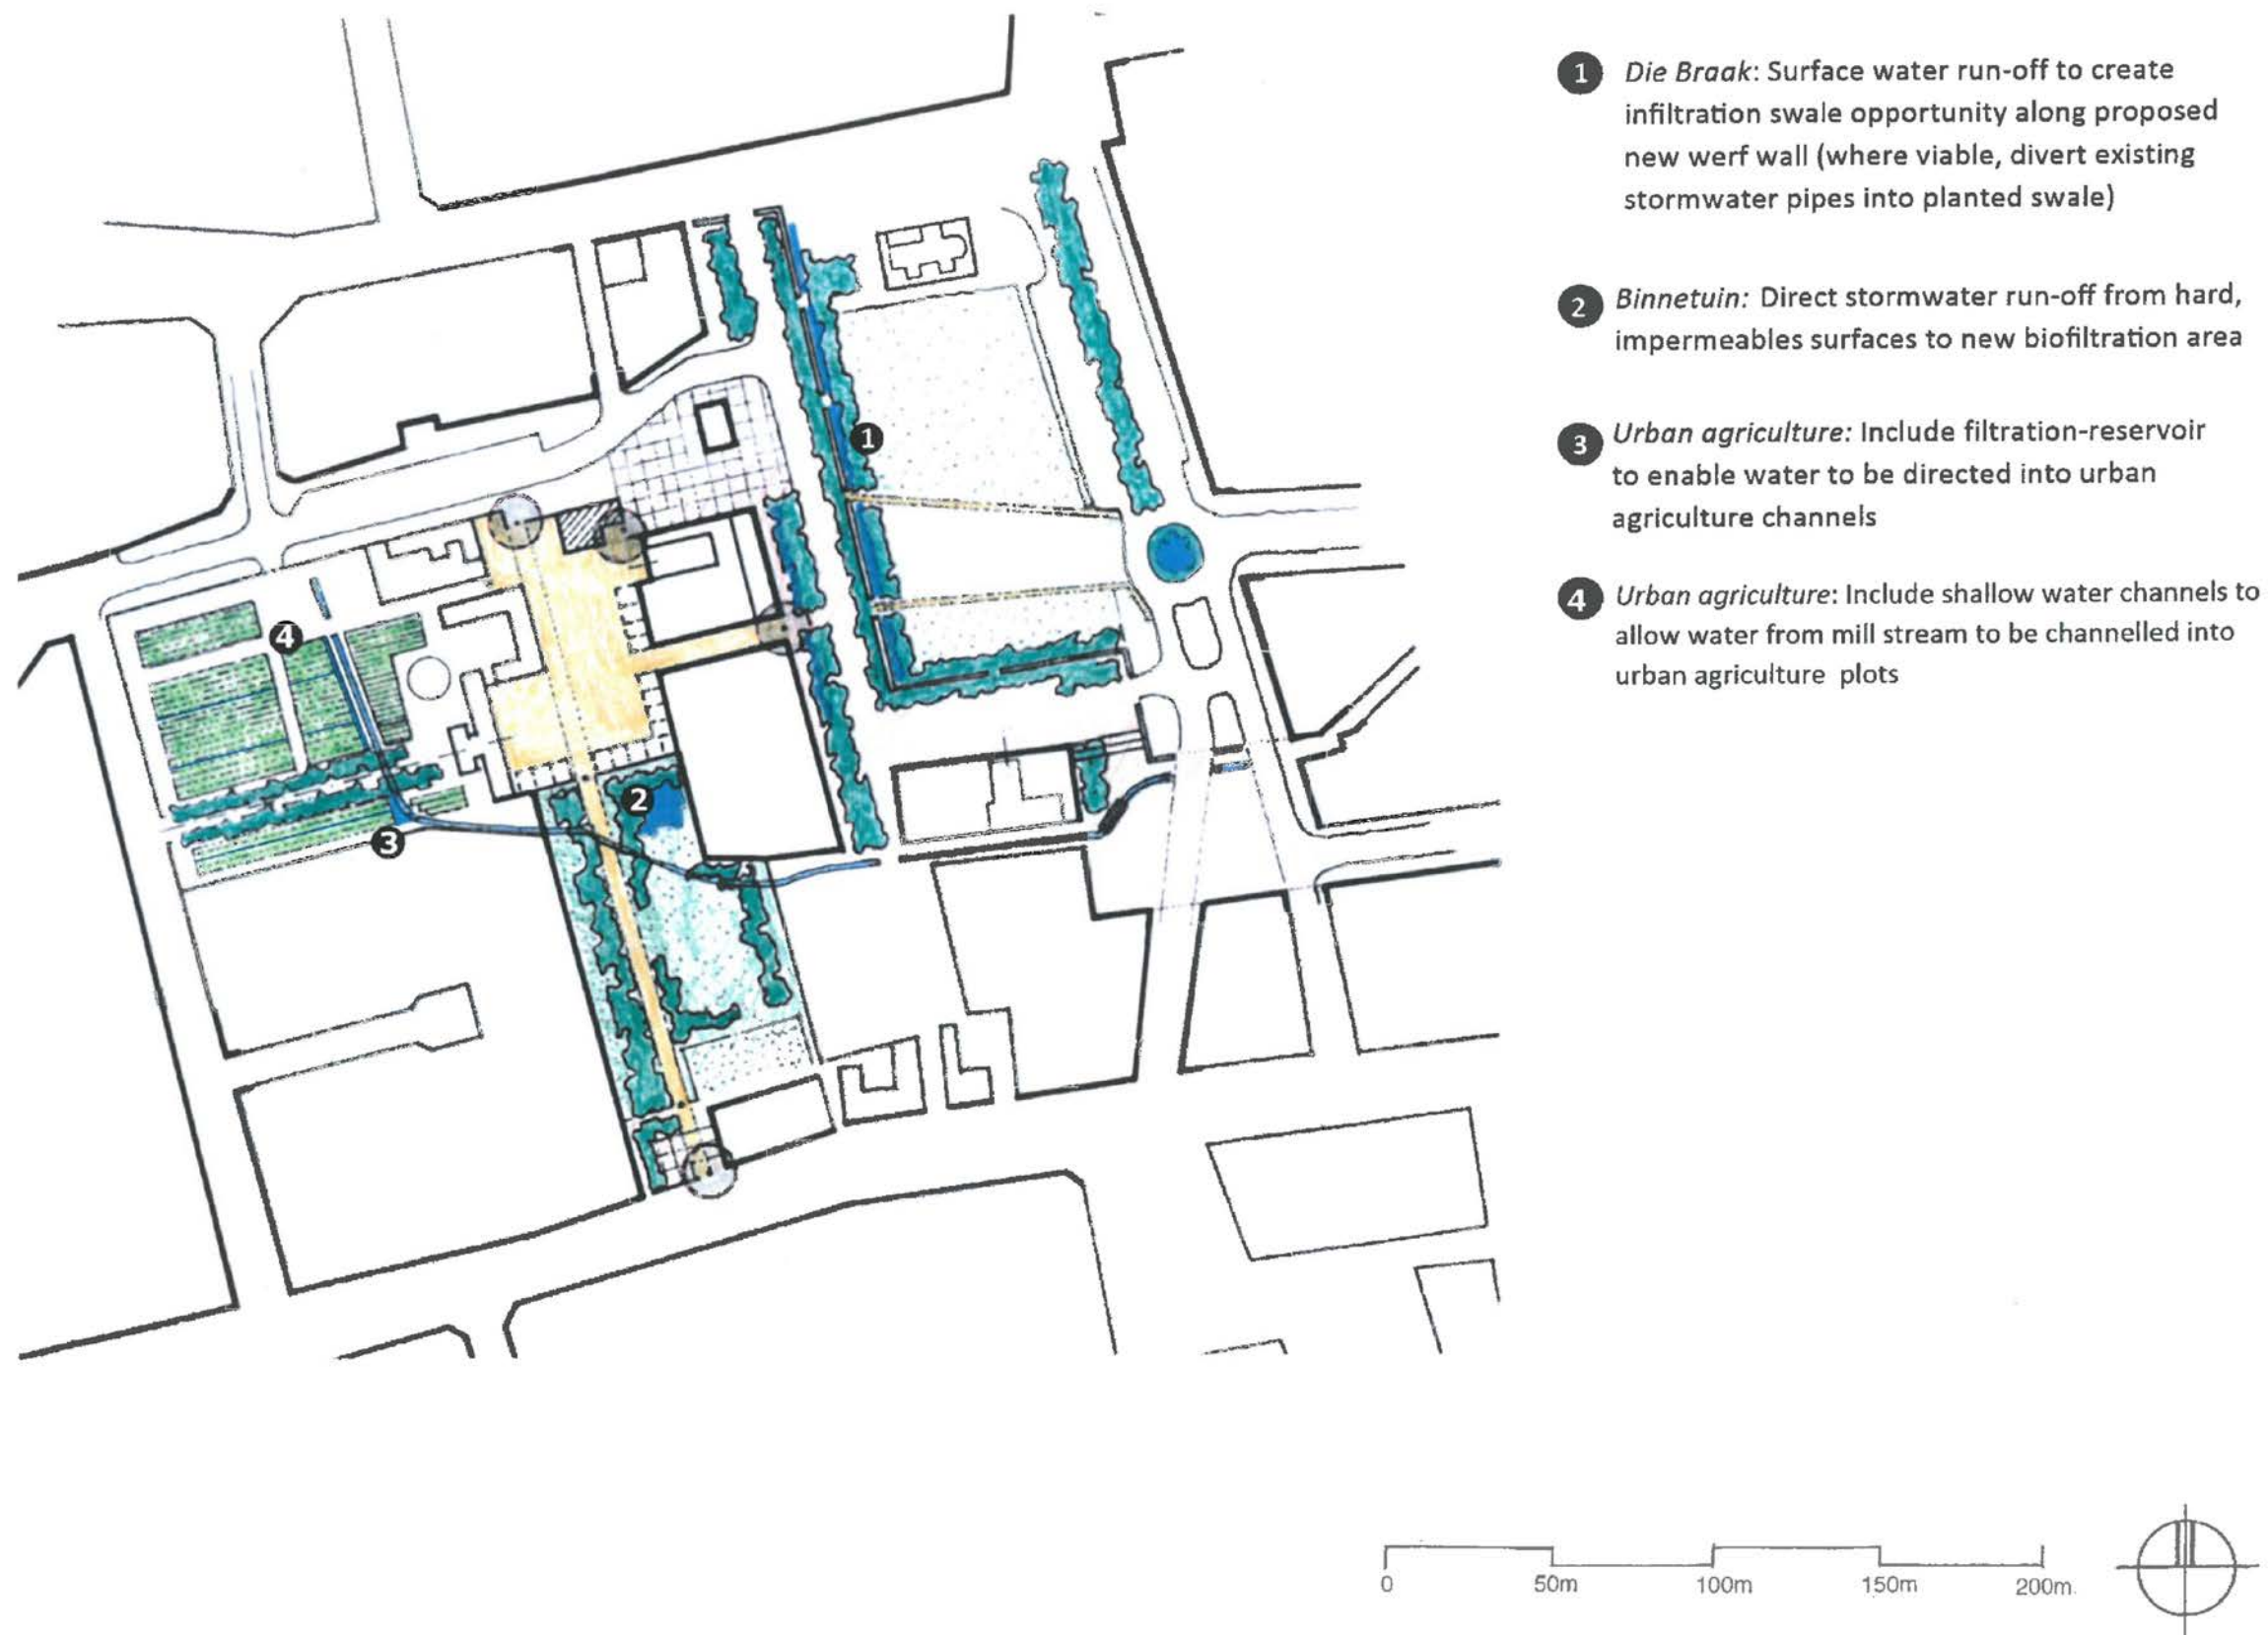 1 Die Braak: Surface water run-off to create
infiltration swale opportunity along proposed
new werf wall (where viable, divert existing
stormwater pipes into planted swale)
2 Binnetuin: Direct stormwater run-off from hard,
impermeables surfaces to new biofiltration area
3 Urban agriculture: Include filtration-reservoir
to enable water to be directed into urban
agriculture channels
4 Urban agriculture: Include shallow water channels to
allow water from mill stream to be channelled into
urban agriculture plots
1
4
2
3
0 50m 100m 150m 200m